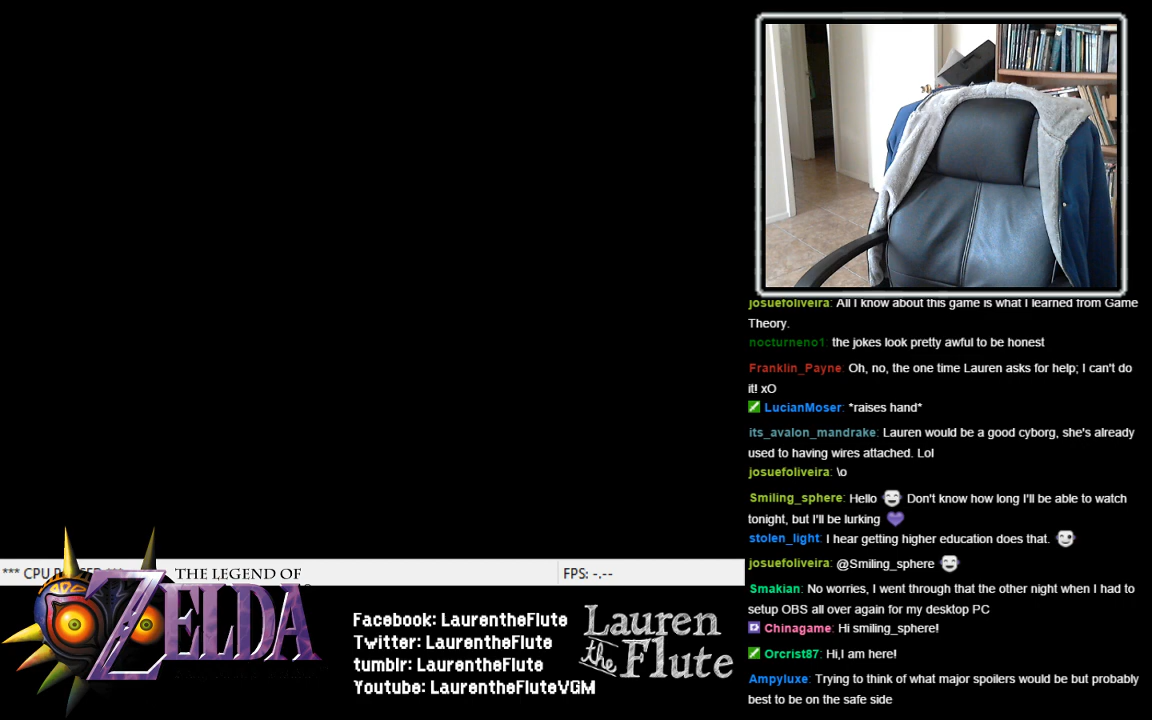 josuefoliveira: All I know about this game is what I learned from Game
Theory.
nocturneno1: the jokes look pretty awful to be honest
Franklin_Payne: Oh, no, the one time Lauren asks for help; I can't do
it! xO
LucianMoser: *raises hand*
its_avalon_mandrake: Lauren would be a good cyborg, she's already
used to having wires attached. Lol
josuefoliveira: \o
Smiling_sphere: Hello Don't know how long I'll be able to watch
tonight, but I'll be lurking
stolen_light: I hear getting higher education does that.
josuefoliveira: @Smiling_sphere
Smakian: No worries, I went through that the other night when I had to
setup OBS all over again for my desktop PC
Chinagame: Hi smiling_sphere!
Orcrist87: Hi,I am here!
Ampyluxe: Trying to think of what major spoilers would be but probably
best to be on the safe side
*** CPU
FPS: -.--
THE LEGEND OF
ZELDA
Facebook: LaurentheFlute
Twitter: LaurentheFlute
tumblr: LaurentheFlute
Youtube: LaurentheFluteVGM
Lauren
the Flute